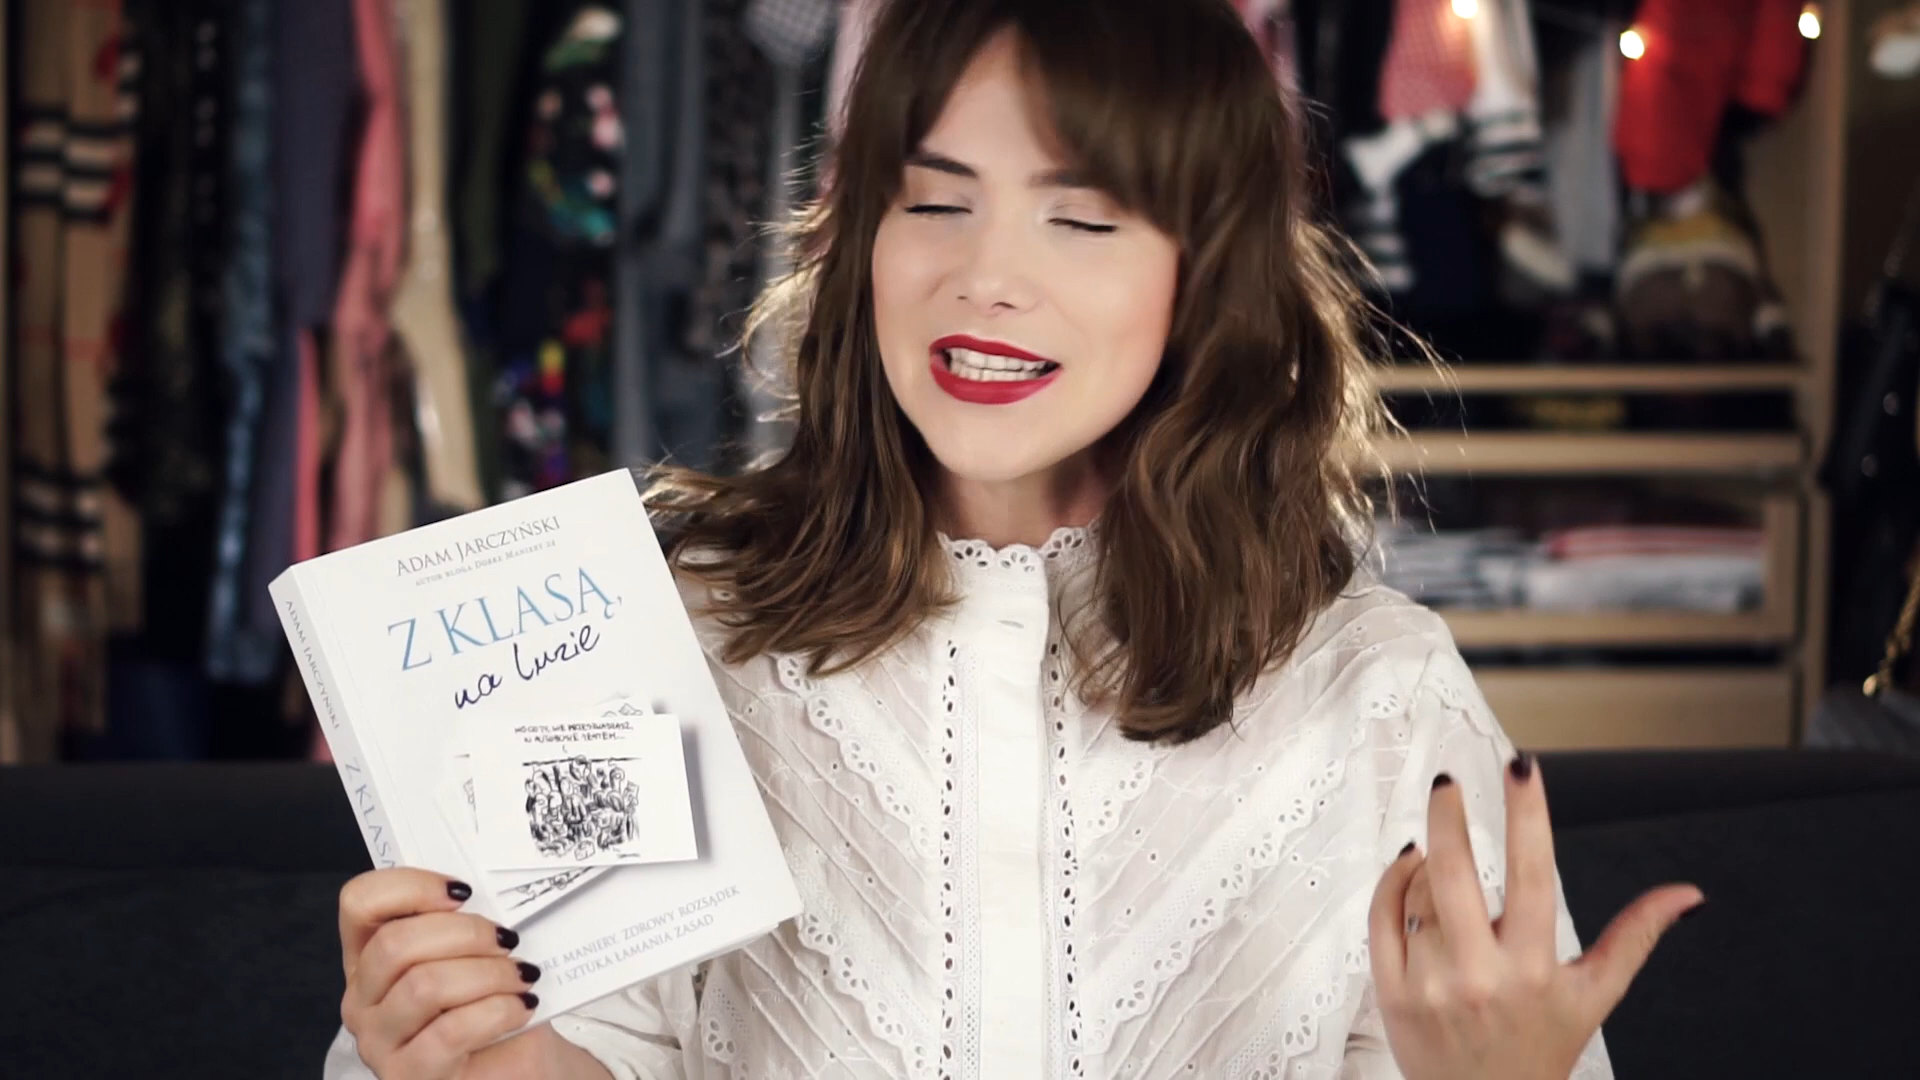 ADAM JARCZYŃSKI
AUTOR BLOGA DOBRE MANIERY 24
Z KLASĄ,
na luzie
W AUTOBUSIE
MANIERY, ZDROWY ROZSĄDEK
I SZTUKA ŁAMANIA ZASAD
ADAM JARCZYŃSKI Z KLASĄ